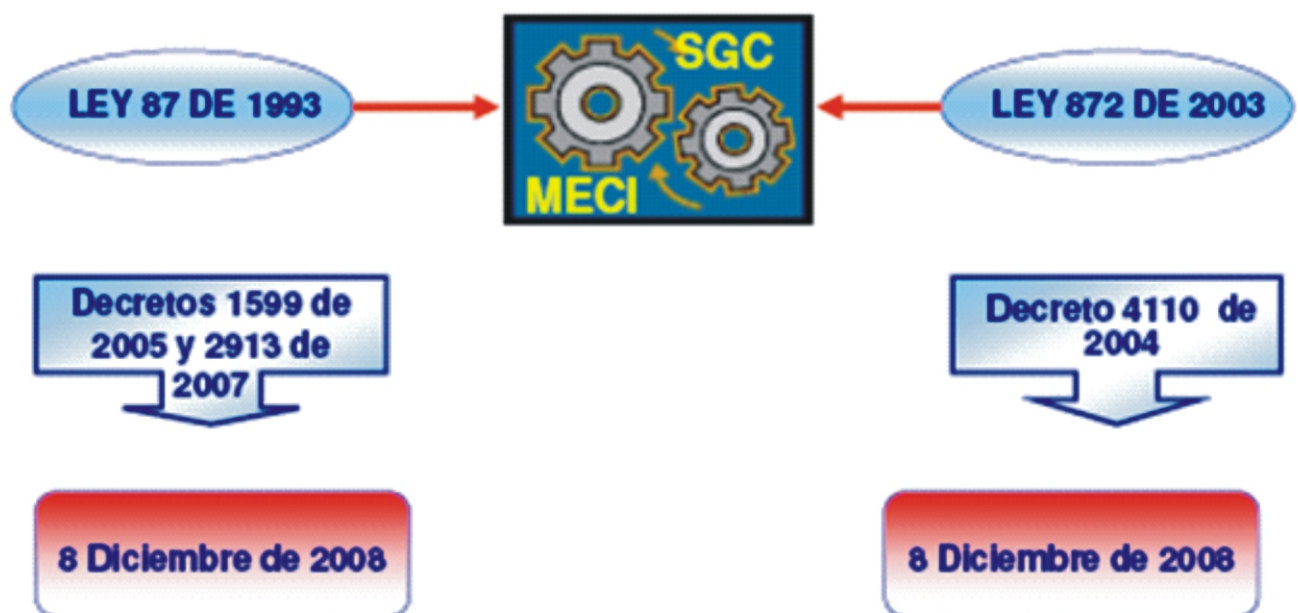 LEY 87 DE 1993
SGC
MECI
LEY 872 DE 2003
Decretos 1599 de
2005 y 2913 de
2007
Decreto 4110 de
2004
8 Diciembre de 2008
8 Diciembre de 2008